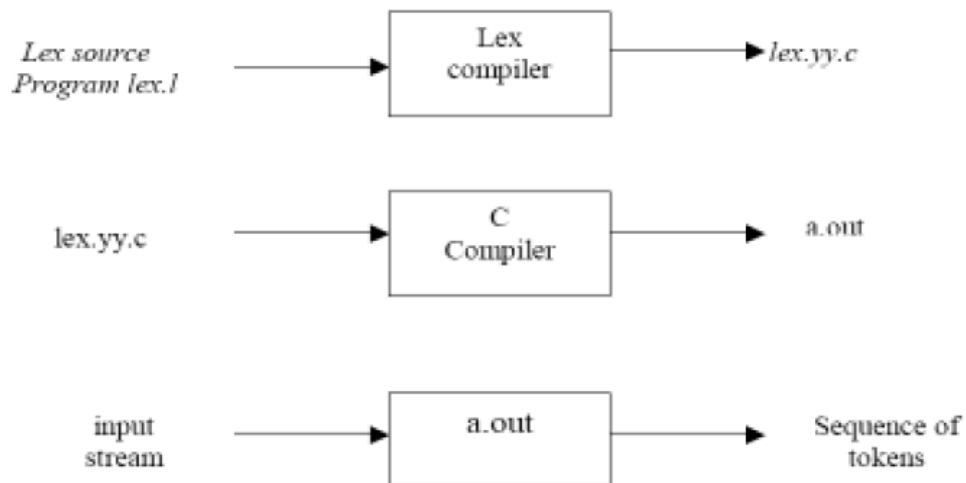 Lex source
Program lex.l
Lex
compiler
lex.yy.c
lex.yy.c
C
Compiler
a.out
input
stream
a.out
Sequence of
tokens